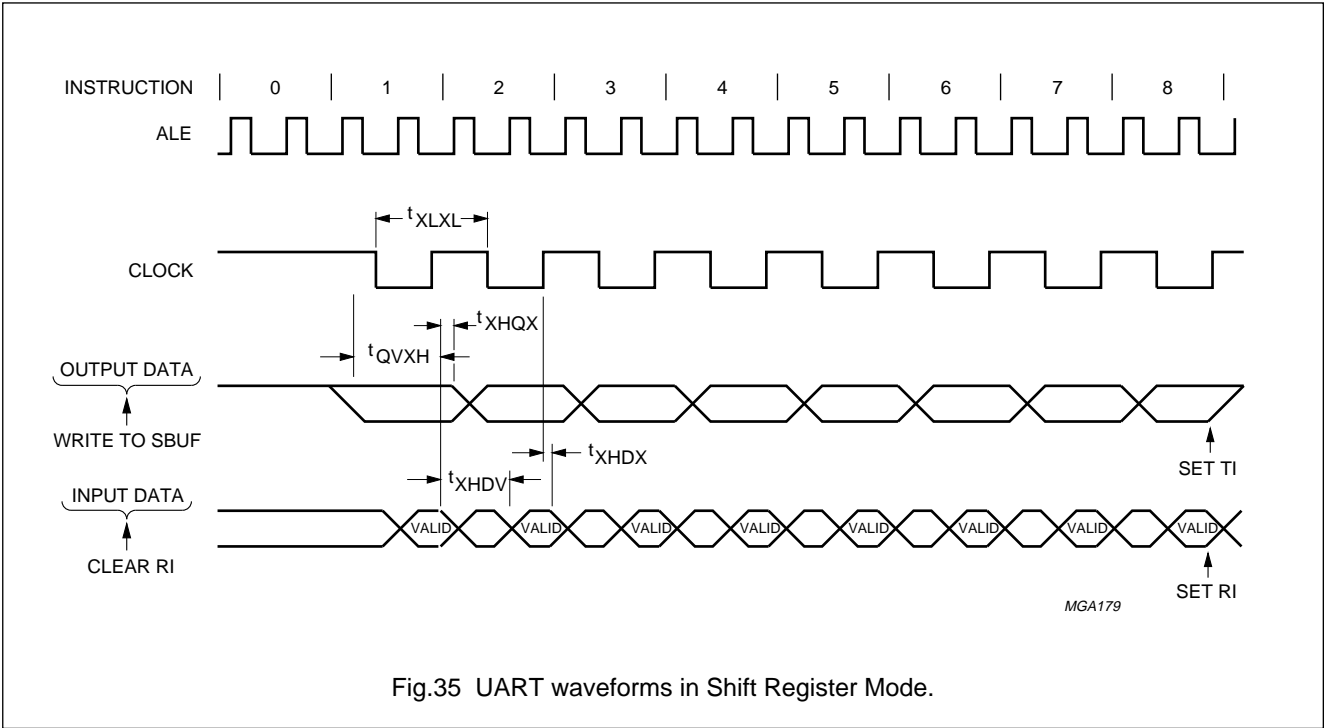 INSTRUCTION | 0 | 1 | 2 | 3 | 4 | 5 | 6 | 7 | 8 |
ALE
tXLXL
CLOCK
tXHQX
tQVXH
OUTPUT DATA
WRITE TO SBUF
tXHDX
SET TI
tXHDV
INPUT DATA
VALID VALID VALID VALID VALID VALID VALID VALID
CLEAR RI
SET RI
MGA179
Fig.35 UART waveforms in Shift Register Mode.